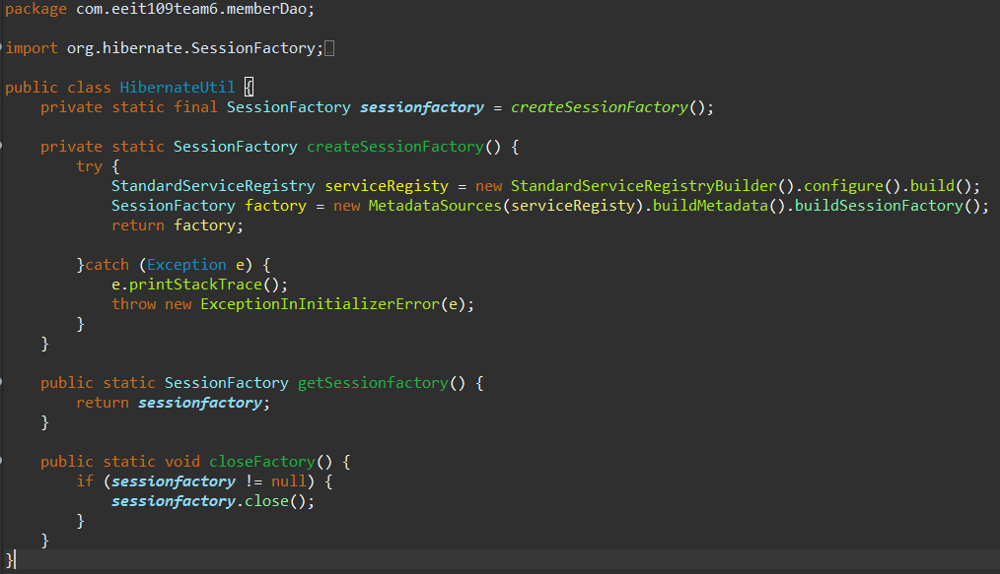 package com.eeit109team6.memberDao;
import org.hibernate.SessionFactory;
public class HibernateUtil {
private static final SessionFactory sessionfactory = createSessionFactory();
private static SessionFactory createSessionFactory() {
try {
StandardServiceRegistry serviceRegisty = new StandardServiceRegistryBuilder().configure().build();
SessionFactory factory = new MetadataSources(serviceRegisty).buildMetadata().buildSessionFactory();
return factory;
}catch (Exception e) {
e.printStackTrace();
throw new ExceptionInInitializerError(e);
}
}
public static SessionFactory getSessionfactory() {
return sessionfactory;
}
public static void closeFactory() {
if (sessionfactory != null) {
sessionfactory.close();
}
}
}